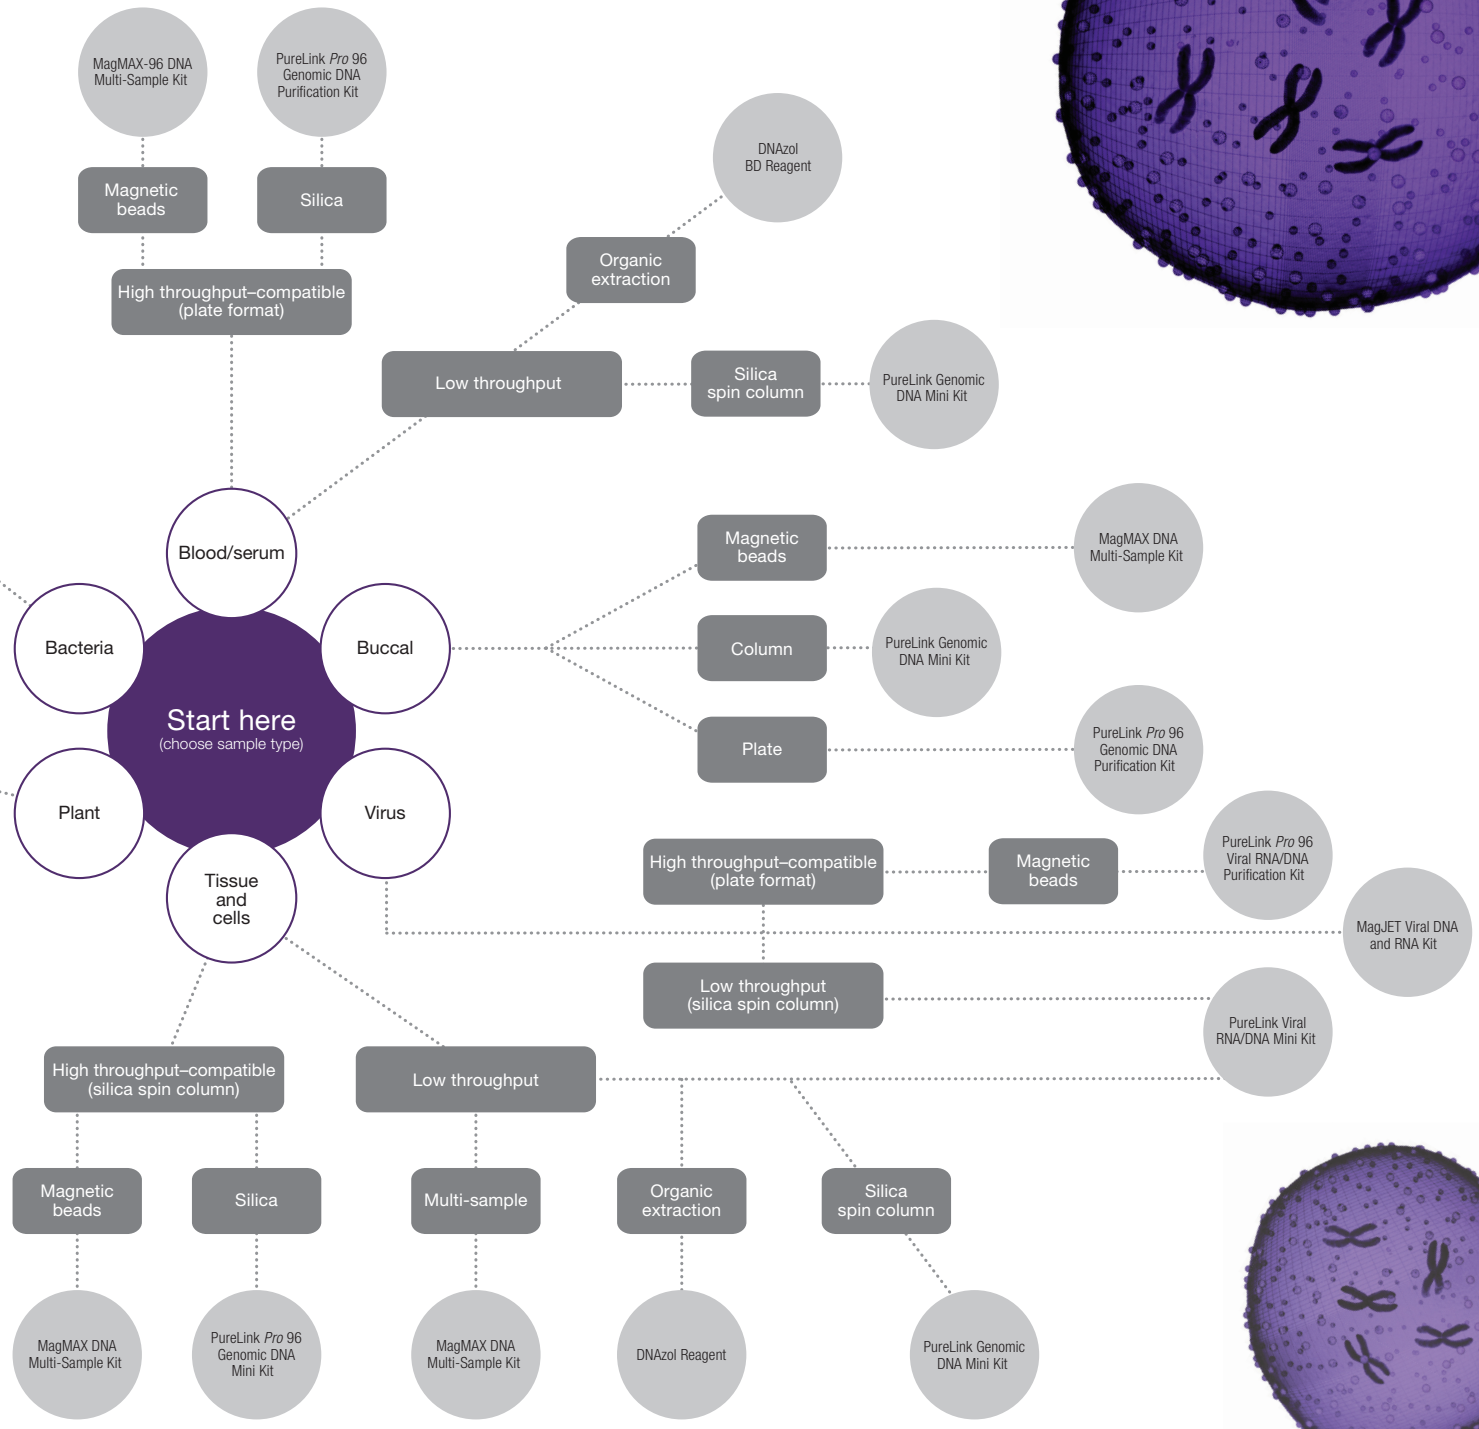 MagMAX-96 DNA
Multi-Sample Kit
PureLink Pro 96
Genomic DNA
Purification Kit
Magnetic
beads
Silica
High throughput–compatible
(plate format)
DNAzol
BD Reagent
Organic
extraction
Low throughput
Silica
spin column
PureLink Genomic
DNA Mini Kit
Blood/serum
Bacteria
Buccal
Start here
(choose sample type)
Plant
Virus
Tissue
and
cells
Magnetic
beads
MagMAX DNA
Multi-Sample Kit
Column
PureLink Genomic
DNA Mini Kit
Plate
PureLink Pro 96
Genomic DNA
Purification Kit
High throughput–compatible
(plate format)
Magnetic
beads
PureLink Pro 96
Viral RNA/DNA
Purification Kit
MagJET Viral DNA
and RNA Kit
Low throughput
(silica spin column)
PureLink Viral
RNA/DNA Mini Kit
High throughput–compatible
(silica spin column)
Low throughput
Magnetic
beads
Silica
Multi-sample
Organic
extraction
Silica
spin column
MagMAX DNA
Multi-Sample Kit
PureLink Pro 96
Genomic DNA
Mini Kit
MagMAX DNA
Multi-Sample Kit
DNAzol Reagent
PureLink Genomic
DNA Mini Kit